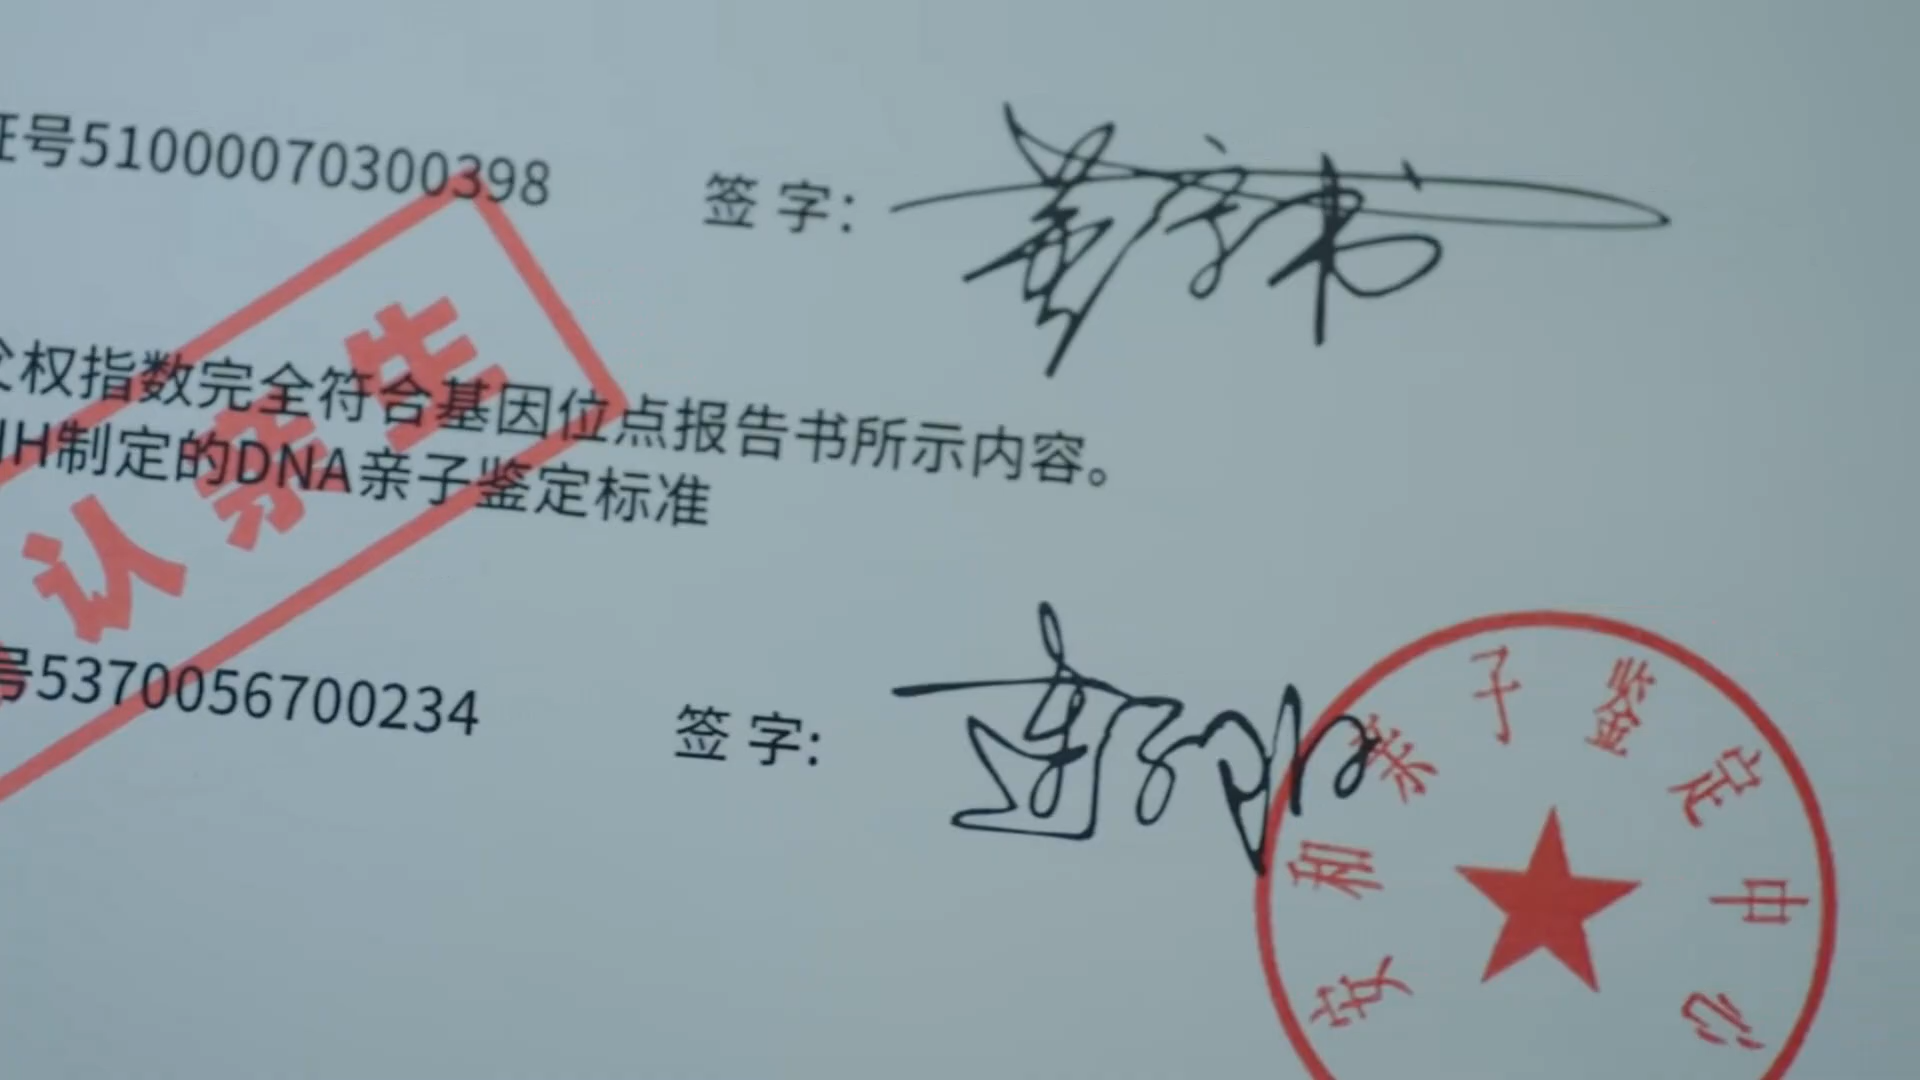 证号51000070300398
签字:
父权指数完全符合基因位点报告书所示内容。
IH制定的DNA亲子鉴定标准
认亲生
号5370056700234
签字:
安和亲子鉴定中心